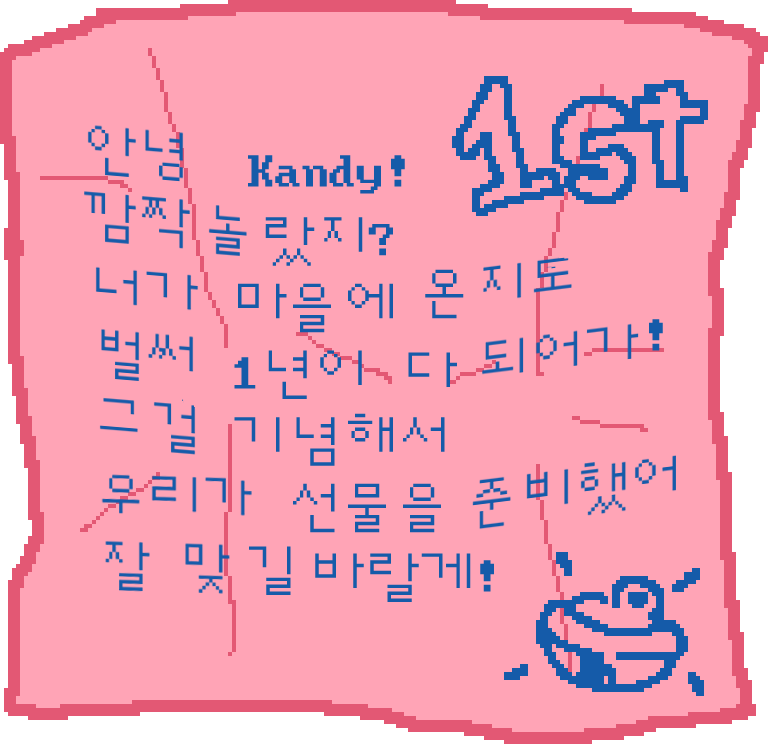 1ST
안녕 Kandy!
깜짝 놀랐지?
너가 마을에 온지도
벌써 1년이 다 되어가!
그걸 기념해서
우리가 선물을 준비했어
잘 맞길 바랄게!